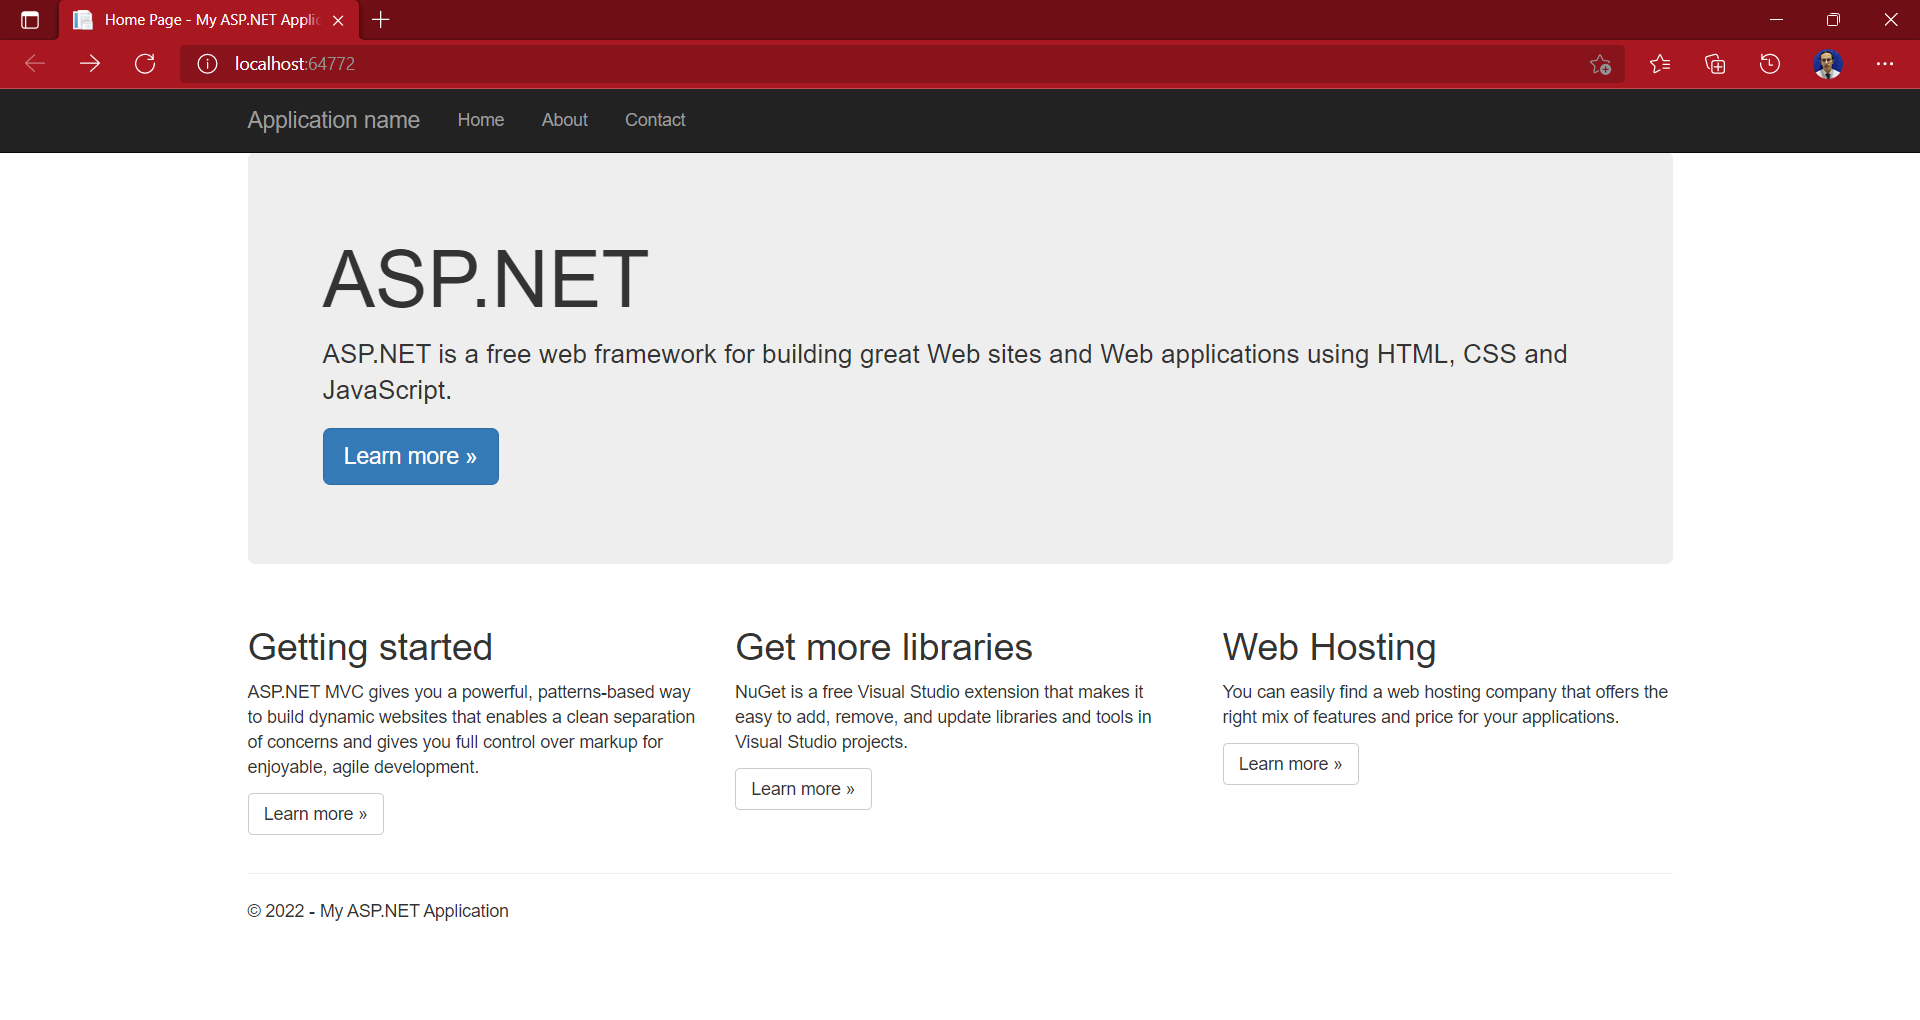 Home Page - My ASP.NET Applic
localhost:64772
Application name Home About Contact
ASP.NET
ASP.NET is a free web framework for building great Web sites and Web applications using HTML, CSS and
JavaScript.
Learn more »
Getting started
ASP.NET MVC gives you a powerful, patterns-based way
to build dynamic websites that enables a clean separation
of concerns and gives you full control over markup for
enjoyable, agile development.
Learn more »
Get more libraries
NuGet is a free Visual Studio extension that makes it
easy to add, remove, and update libraries and tools in
Visual Studio projects.
Learn more »
Web Hosting
You can easily find a web hosting company that offers the
right mix of features and price for your applications.
Learn more »
© 2022 - My ASP.NET Application